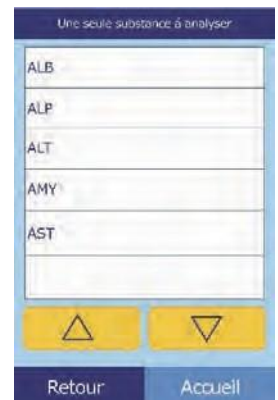 Une seule substance à analyser
ALB
ALP
ALT
AMY
AST
Retour
Accueil